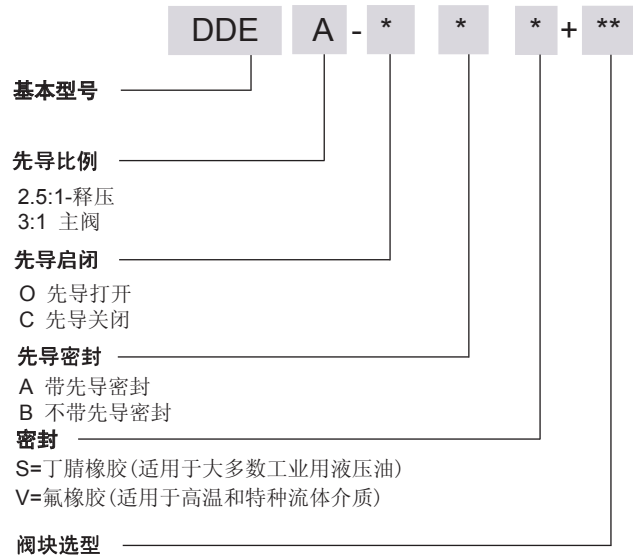 DDE A - * * * + **
基本型号
先导比例
2.5:1-释压
3:1 主阀
先导启闭
O 先导打开
C 先导关闭
先导密封
A 带先导密封
B 不带先导密封
密封
S=丁腈橡胶(适用于大多数工业用液压油)
V=氟橡胶(适用于高温和特种流体介质)
阀块选型